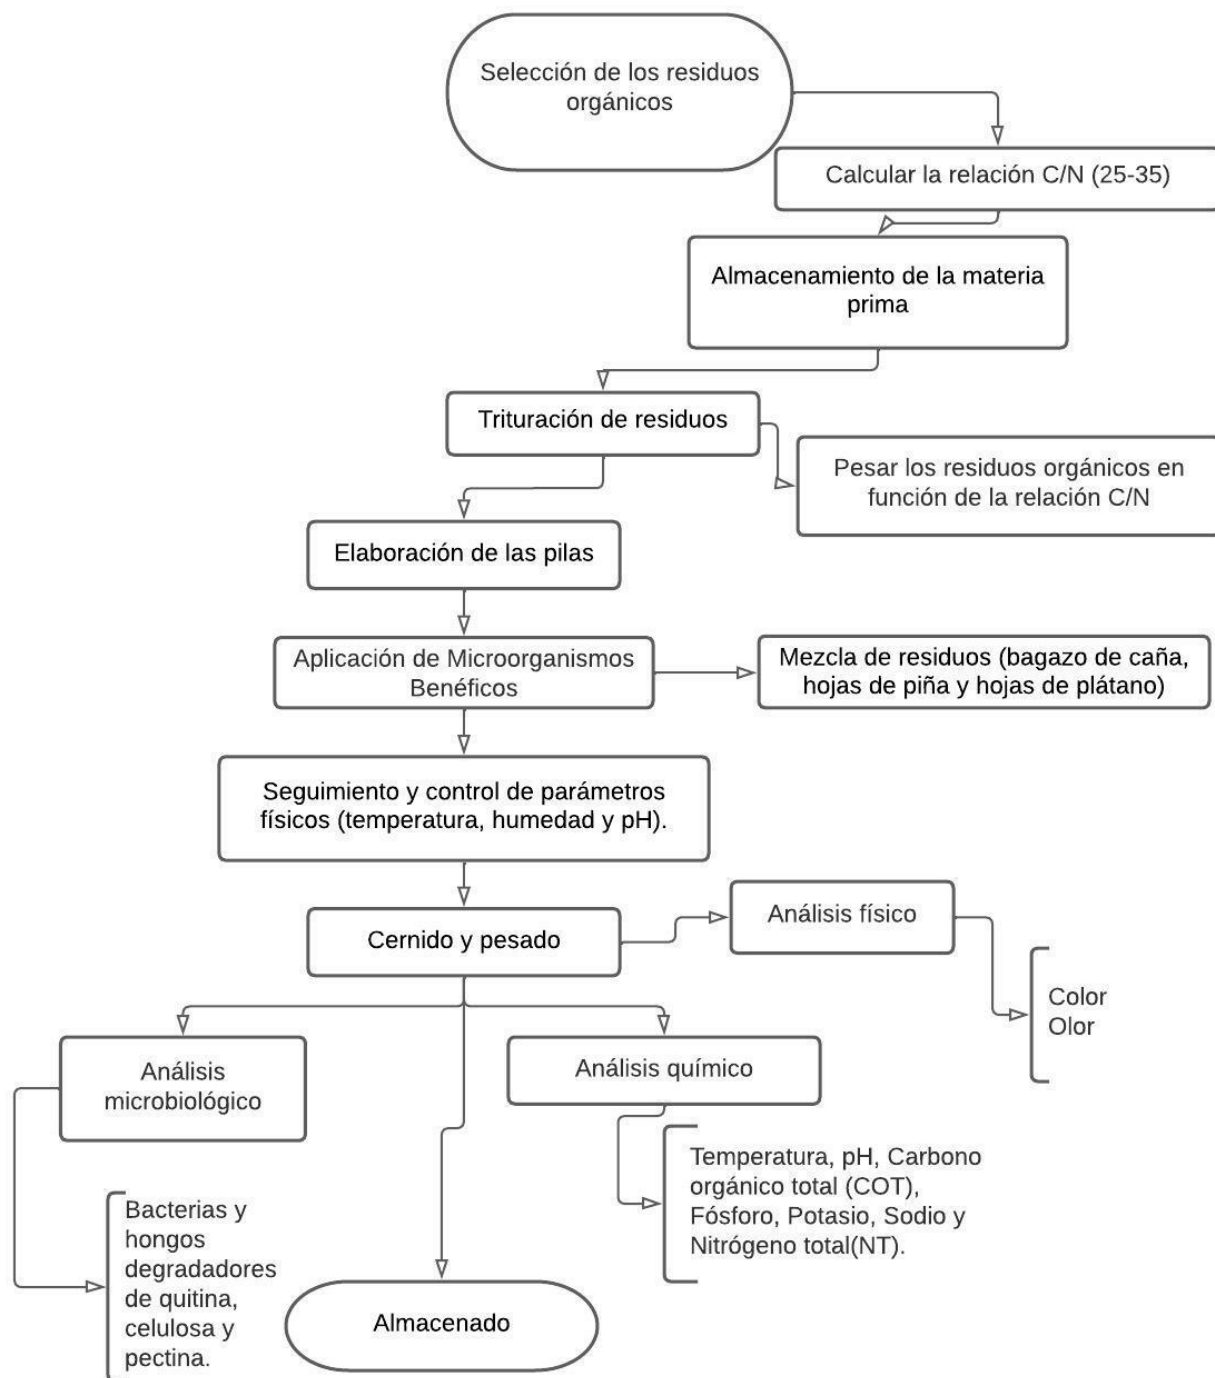 Selección de los residuos
orgánicos
Calcular la relación C/N (25-35)
Almacenamiento de la materia
prima
Trituración de residuos
Pesar los residuos orgánicos en
función de la relación C/N
Elaboración de las pilas
Aplicación de Microorganismos
Benéficos
Mezcla de residuos (bagazo de caña,
hojas de piña y hojas de plátano)
Seguimiento y control de parámetros
físicos (temperatura, humedad y pH).
Cernido y pesado
Análisis físico
Color
Olor
Análisis
microbiológico
Análisis químico
Temperatura, pH, Carbono
orgánico total (COT),
Fósforo, Potasio, Sodio y
Nitrógeno total(NT).
Bacterias y
hongos
degradadores
de quitina,
celulosa y
pectina.
Almacenado